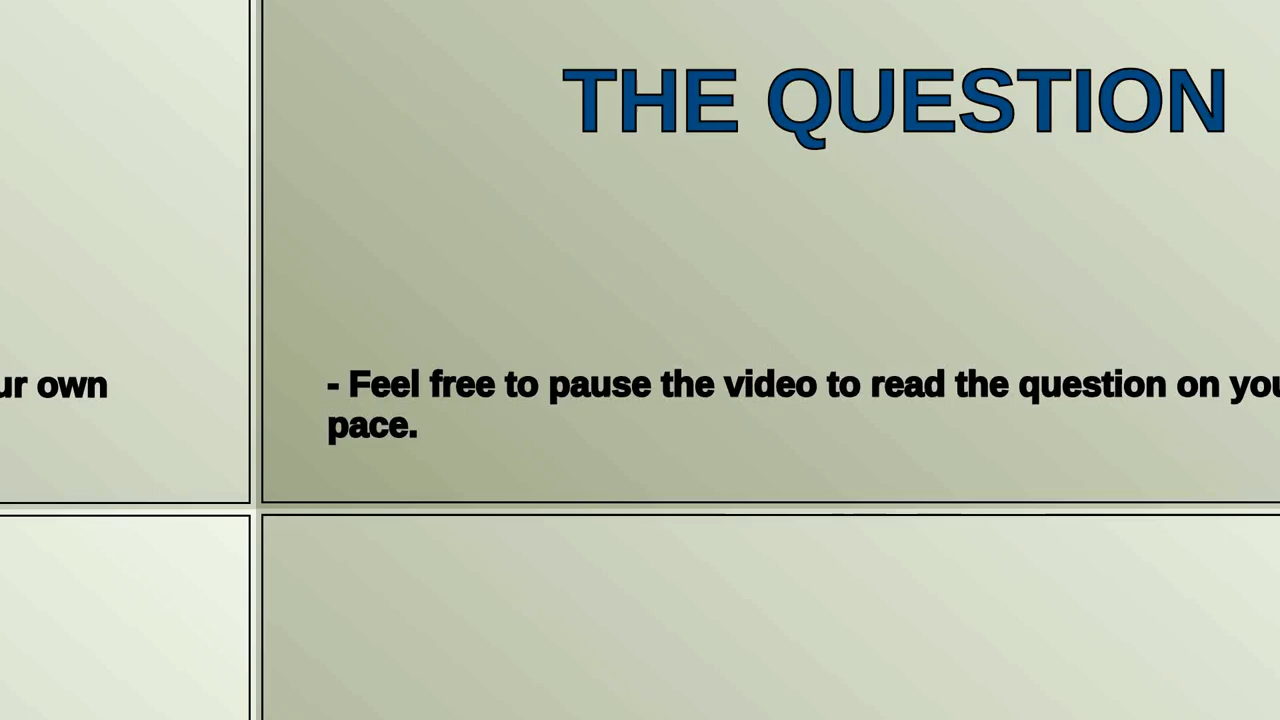 THE QUESTION
ur own
- Feel free to pause the video to read the question on you
pace.